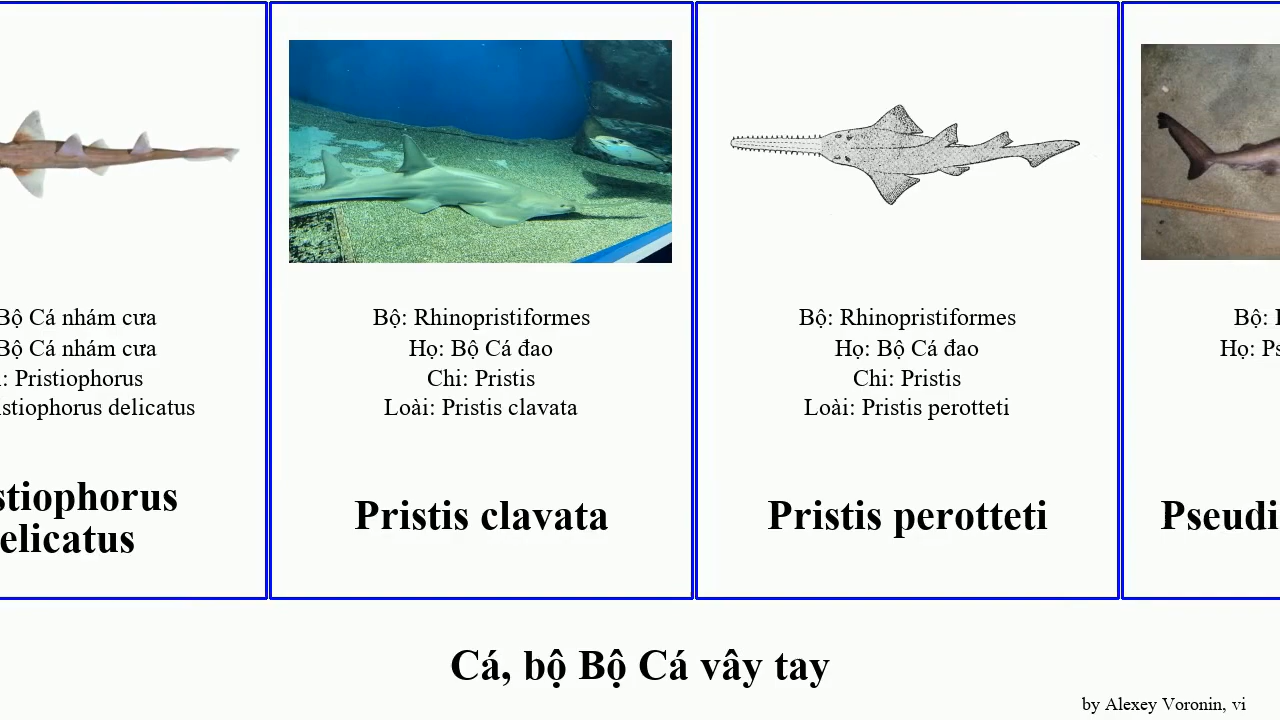 Bộ Cá nhám cưa
Bộ Cá nhám cưa
: Pristiophorus
stiophorus delicatus
stiophorus
elicatus
Bộ: Rhinopristiformes
Họ: Bộ Cá đao
Chi: Pristis
Loài: Pristis clavata
Pristis clavata
Bộ: Rhinopristiformes
Họ: Bộ Cá đao
Chi: Pristis
Loài: Pristis perotteti
Pristis perotteti
Bộ:
Họ: Ps
Pseudi
Cá, bộ Bộ Cá vây tay
by Alexey Voronin, vi